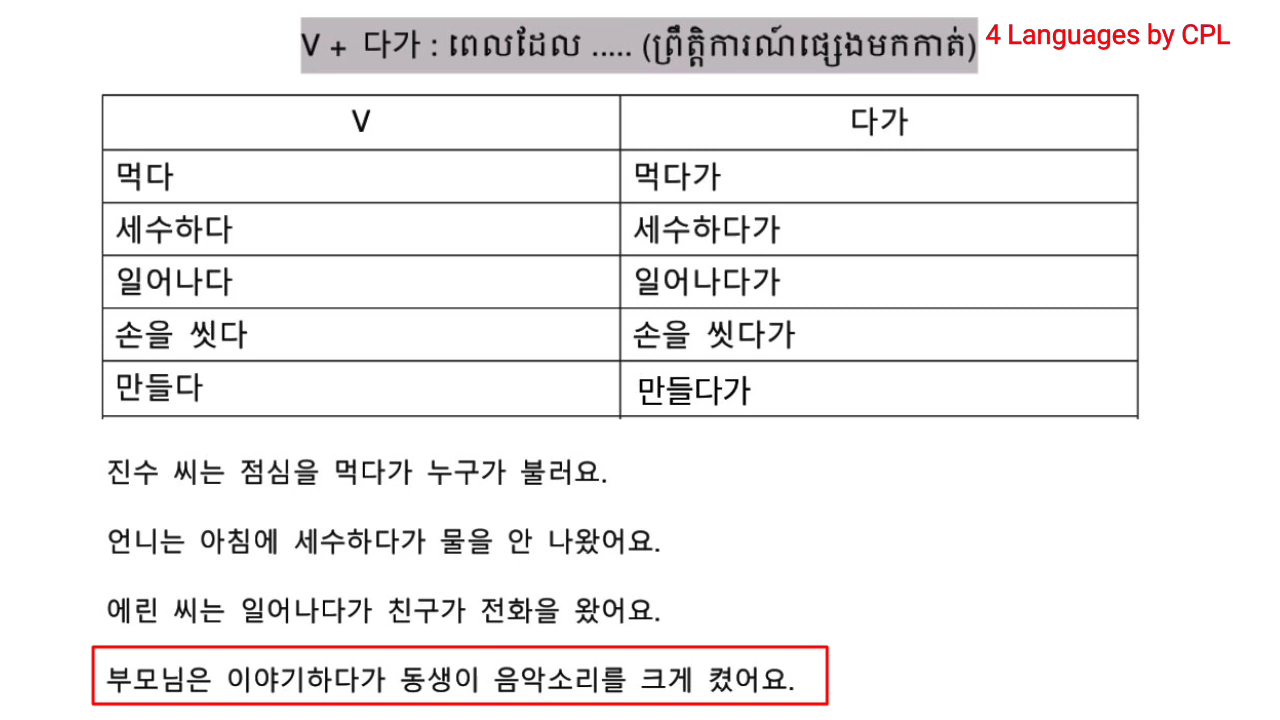 V + 다가 : ពេលដែល ..... (ព្រឹត្តិការណ៍ផ្សេងមកកាត់)
4 Languages by CPL
V 다가
먹다 먹다가
세수하다 세수하다가
일어나다 일어나다가
손을 씻다 손을 씻다가
만들다 만들다가
진수 씨는 점심을 먹다가 누구가 불러요.
언니는 아침에 세수하다가 물을 안 나왔어요.
에린 씨는 일어나다가 친구가 전화을 왔어요.
부모님은 이야기하다가 동생이 음악소리를 크게 켰어요.